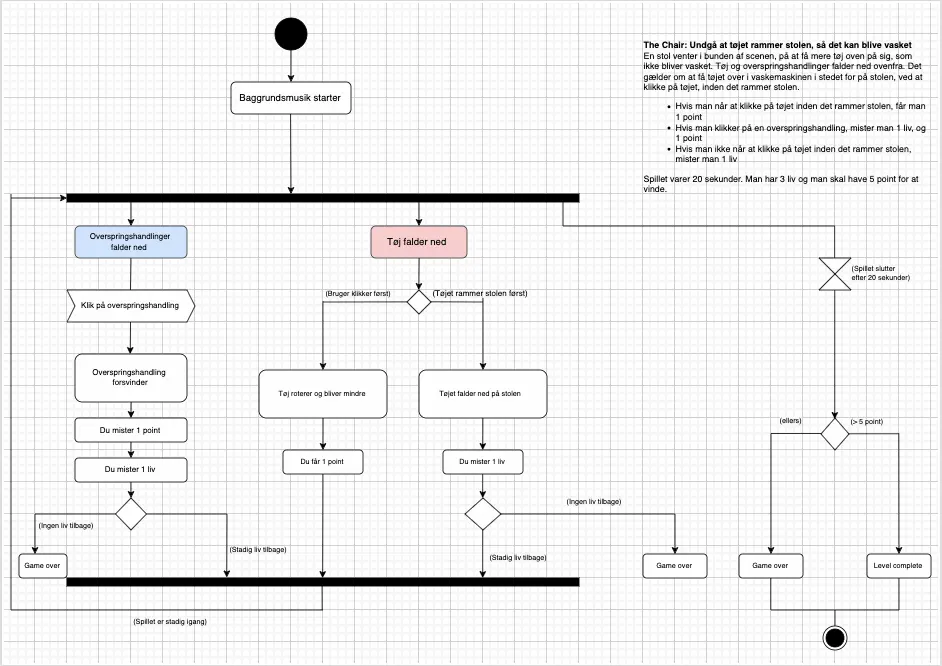 The Chair: Undgå at tøjet rammer stolen, så det kan blive vasket
En stol venter i bunden af scenen, på at få mere tøj oven på sig, som
ikke bliver vasket. Tøj og overspringshandlinger falder ned ovenfra. Det
gælder om at få tøjet over i vaskemaskinen i stedet for på stolen, ved at
klikke på tøjet, inden det rammer stolen.
• Hvis man når at klikke på tøjet inden det rammer stolen, får man
1 point
• Hvis man klikker på en overspringshandling, mister man 1 liv, og
1 point
• Hvis man ikke når at klikke på tøjet inden det rammer stolen,
mister man 1 liv
Spillet varer 20 sekunder. Man har 3 liv og man skal have 5 point for at
vinde.
Baggrundsmusik starter
Overspringshandlinger
falder ned
Tøj falder ned
(Spillet slutter
efter 20 sekunder)
Klik på overspringshandling
(Bruger klikker først)
(Tøjet rammer stolen først)
Overspringshandling
forsvinder
Tøj roterer og bliver mindre
Tøjet falder ned på stolen
(ellers)
(> 5 point)
Du mister 1 point
Du mister 1 liv
Du får 1 point
Du mister 1 liv
(Ingen liv tilbage)
(Stadig liv tilbage)
(Ingen liv tilbage)
(Stadig liv tilbage)
Game over
Game over
Game over
Level complete
(Spillet er stadig igang)